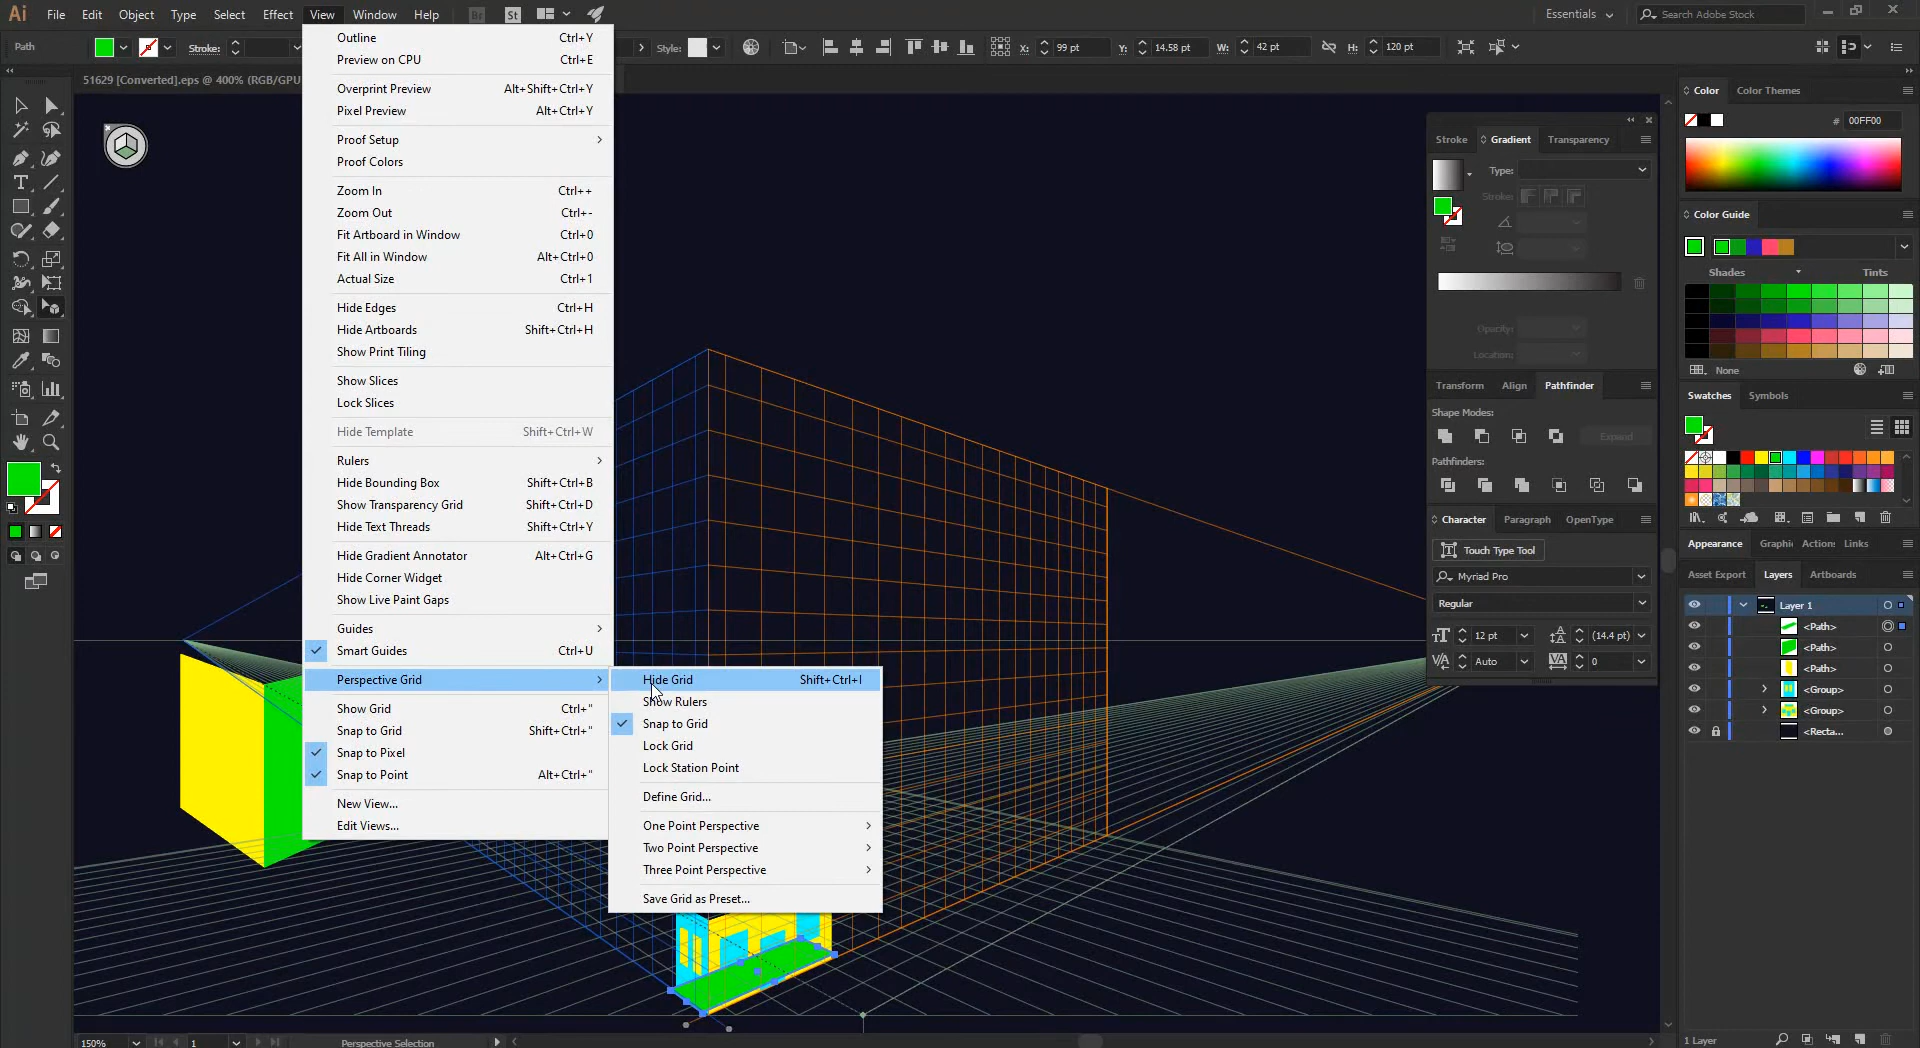 Ai File Edit Object Type Select Effect View Window Help Br St Essentials Search Adobe Stock
Path Stroke: Style: X: 99 pt Y: 14.58 pt W: 42 pt H: 120 pt
51629 [Converted].eps @ 400% (RGB/GPU
Outline Ctrl+Y
Preview on CPU Ctrl+E
Overprint Preview Alt+Shift+Ctrl+Y
Pixel Preview Alt+Ctrl+Y
Proof Setup
Proof Colors
Zoom In Ctrl++
Zoom Out Ctrl+-
Fit Artboard in Window Ctrl+0
Fit All in Window Alt+Ctrl+0
Actual Size Ctrl+1
Hide Edges Ctrl+H
Hide Artboards Shift+Ctrl+H
Show Print Tiling
Show Slices
Lock Slices
Hide Template Shift+Ctrl+W
Rulers
Hide Bounding Box Shift+Ctrl+B
Show Transparency Grid Shift+Ctrl+D
Hide Text Threads Shift+Ctrl+Y
Hide Gradient Annotator Alt+Ctrl+G
Hide Corner Widget
Show Live Paint Gaps
Guides
Smart Guides Ctrl+U
Perspective Grid
Show Grid Ctrl+"
Snap to Grid Shift+Ctrl+"
Snap to Pixel
Snap to Point Alt+Ctrl+"
New View...
Edit Views...
Hide Grid Shift+Ctrl+I
Show Rulers
Snap to Grid
Lock Grid
Lock Station Point
Define Grid...
One Point Perspective
Two Point Perspective
Three Point Perspective
Save Grid as Preset...
Stroke Gradient Transparency
Type:
Stroke:
Opacity:
Location:
Transform Align Pathfinder
Shape Modes:
Expand
Pathfinders:
Character Paragraph OpenType
Touch Type Tool
Myriad Pro
Regular
12 pt (14.4 pt)
Auto 0
Color Color Themes
# 00FF00
Color Guide
Shades Tints
None
Swatches Symbols
Appearance Graphi Actions Links
Asset Export Layers Artboards
Layer 1
<Path>
<Path>
<Path>
<Group>
<Group>
<Recta...
1 Layer
150% 1 Perspective Selection